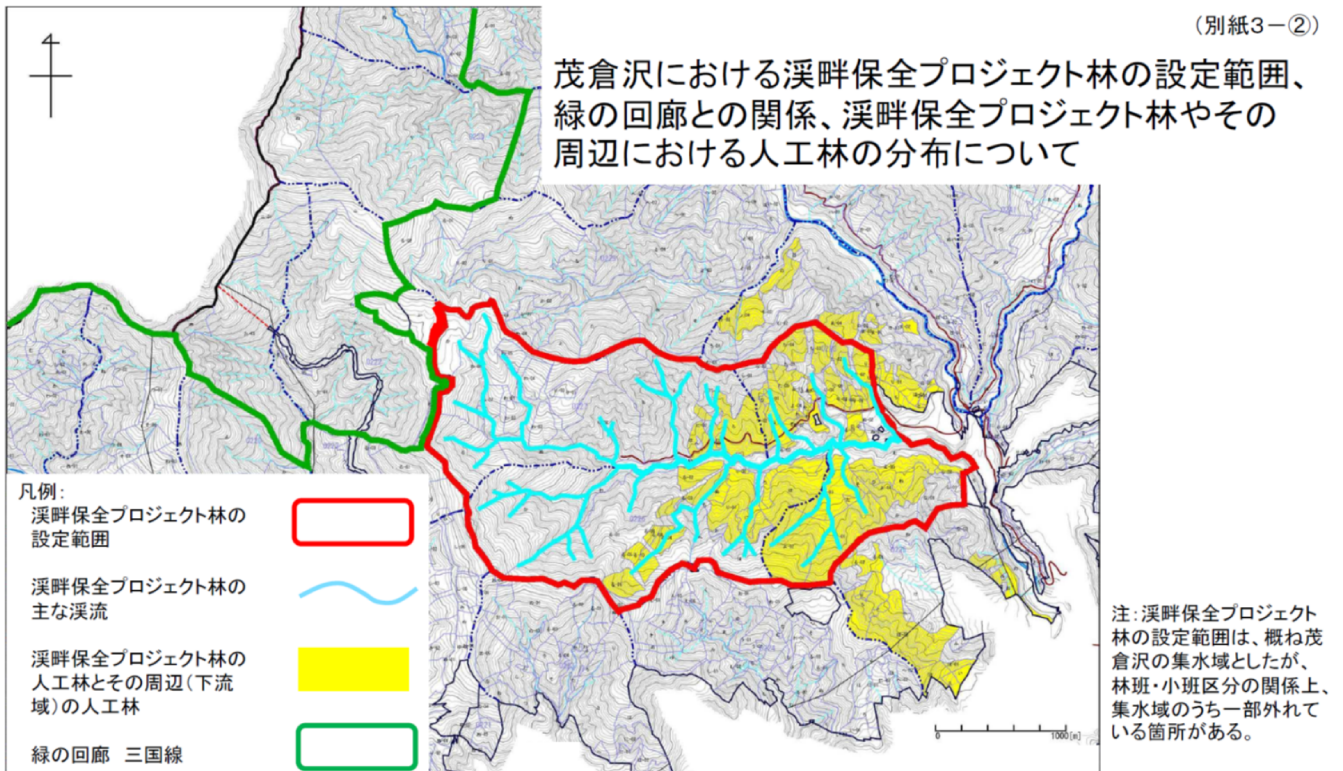 (別紙3-②)
茂倉沢における渓畔保全プロジェクト林の設定範囲、
緑の回廊との関係、渓畔保全プロジェクト林やその
周辺における人工林の分布について
凡例:
渓畔保全プロジェクト林の
設定範囲
渓畔保全プロジェクト林の
主な渓流
渓畔保全プロジェクト林の
人工林とその周辺(下流
域)の人工林
緑の回廊 三国線
0 1000[m]
注:渓畔保全プロジェクト
林の設定範囲は、概ね茂
倉沢の集水域としたが、
林班・小班区分の関係上、
集水域のうち一部外れて
いる箇所がある。